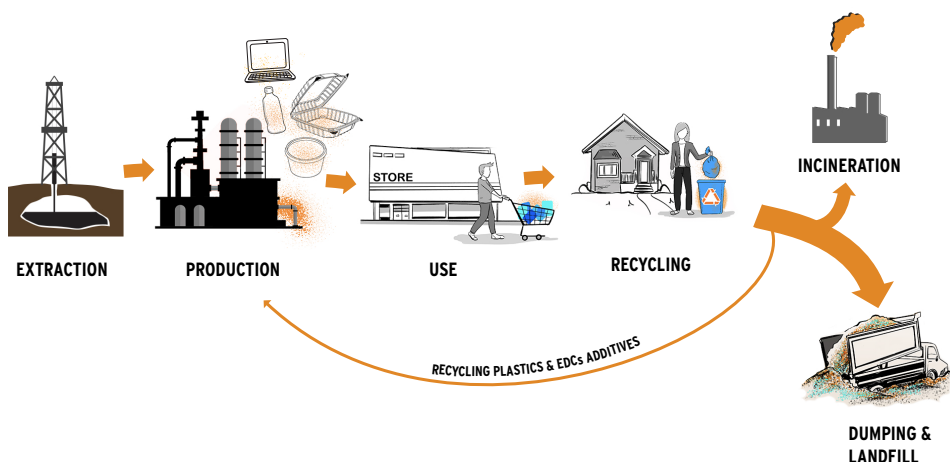 EXTRACTION
PRODUCTION
STORE
USE
RECYCLING
INCINERATION
RECYCLING PLASTICS & EDCs ADDITIVES
DUMPING &
LANDFILL